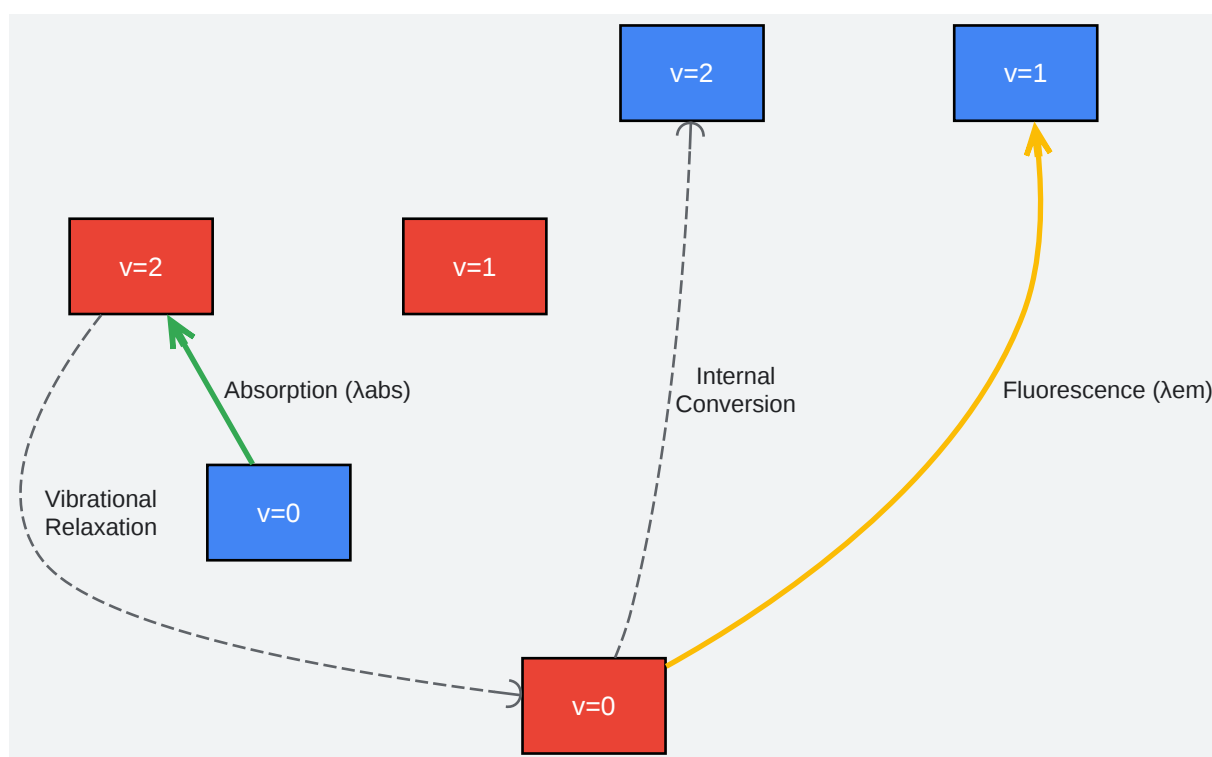 v=2
v=1
v=2
v=1
Absorption (λabs)
Internal
Conversion
Fluorescence (λem)
Vibrational
Relaxation
v=0
v=0